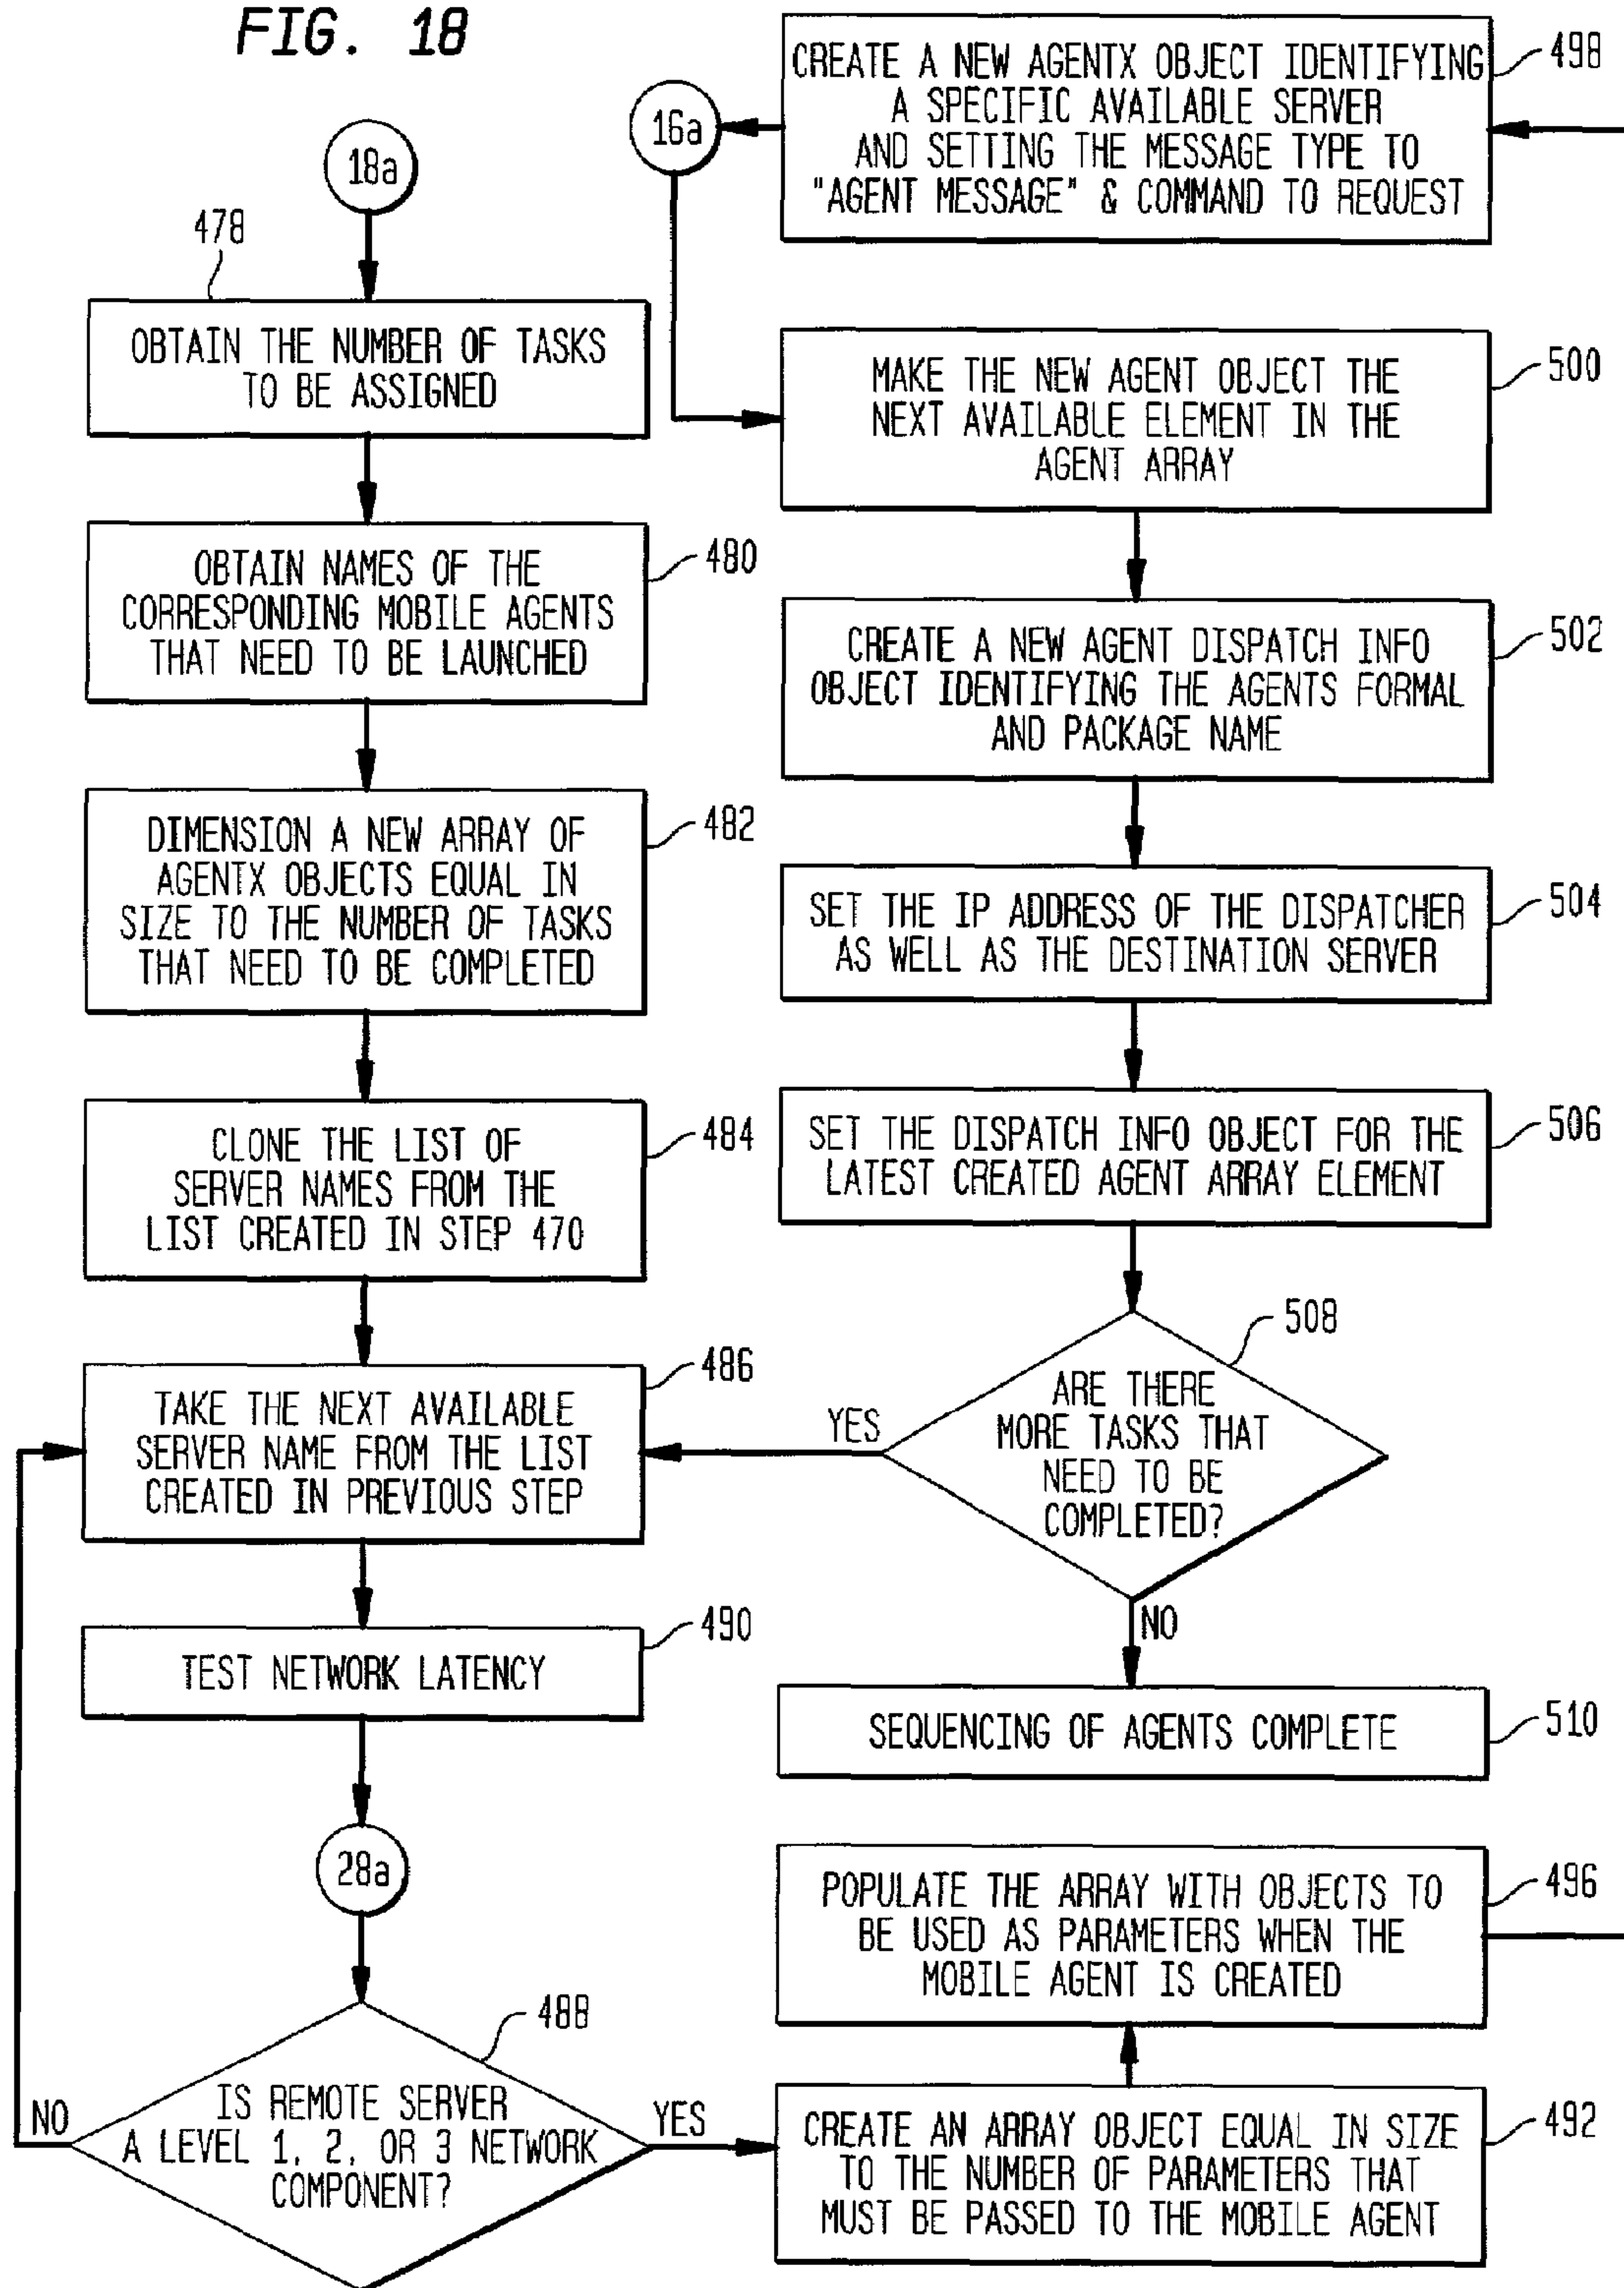 FIG. 18
18a
478
OBTAIN THE NUMBER OF TASKS
TO BE ASSIGNED
480
OBTAIN NAMES OF THE
CORRESPONDING MOBILE AGENTS
THAT NEED TO BE LAUNCHED
482
DIMENSION A NEW ARRAY OF
AGENTX OBJECTS EQUAL IN
SIZE TO THE NUMBER OF TASKS
THAT NEED TO BE COMPLETED
484
CLONE THE LIST OF
SERVER NAMES FROM THE
LIST CREATED IN STEP 470
486
TAKE THE NEXT AVAILABLE
SERVER NAME FROM THE LIST
CREATED IN PREVIOUS STEP
490
TEST NETWORK LATENCY
28a
488
IS REMOTE SERVER
A LEVEL 1, 2, OR 3 NETWORK
COMPONENT?
NO
YES
492
CREATE AN ARRAY OBJECT EQUAL IN SIZE
TO THE NUMBER OF PARAMETERS THAT
MUST BE PASSED TO THE MOBILE AGENT
496
POPULATE THE ARRAY WITH OBJECTS TO
BE USED AS PARAMETERS WHEN THE
MOBILE AGENT IS CREATED
498
CREATE A NEW AGENTX OBJECT IDENTIFYING
A SPECIFIC AVAILABLE SERVER
AND SETTING THE MESSAGE TYPE TO
"AGENT MESSAGE" & COMMAND TO REQUEST
16a
500
MAKE THE NEW AGENT OBJECT THE
NEXT AVAILABLE ELEMENT IN THE
AGENT ARRAY
502
CREATE A NEW AGENT DISPATCH INFO
OBJECT IDENTIFYING THE AGENTS FORMAL
AND PACKAGE NAME
504
SET THE IP ADDRESS OF THE DISPATCHER
AS WELL AS THE DESTINATION SERVER
506
SET THE DISPATCH INFO OBJECT FOR THE
LATEST CREATED AGENT ARRAY ELEMENT
508
ARE THERE
MORE TASKS THAT
NEED TO BE
COMPLETED?
YES
NO
510
SEQUENCING OF AGENTS COMPLETE